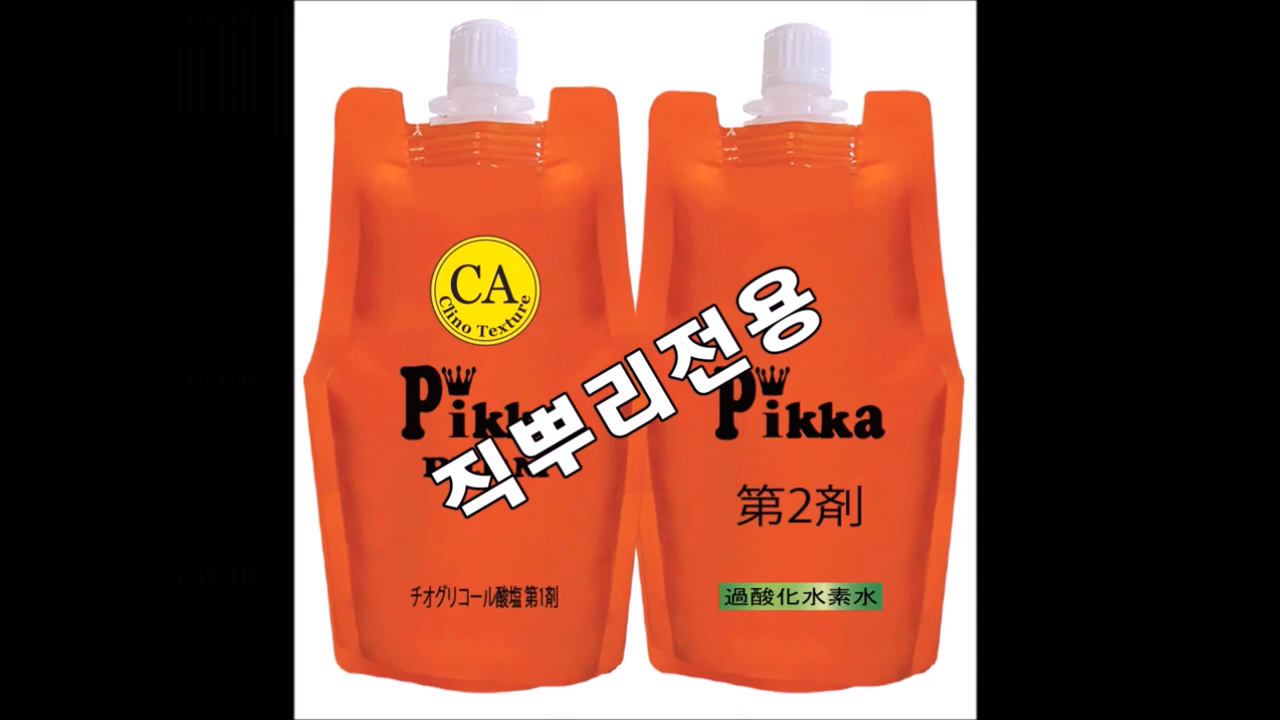 CA
Clino Texture
Pikka
チオグリコール酸塩 第1剤
직뿌리전용
Pikka
第2剤
過酸化水素水